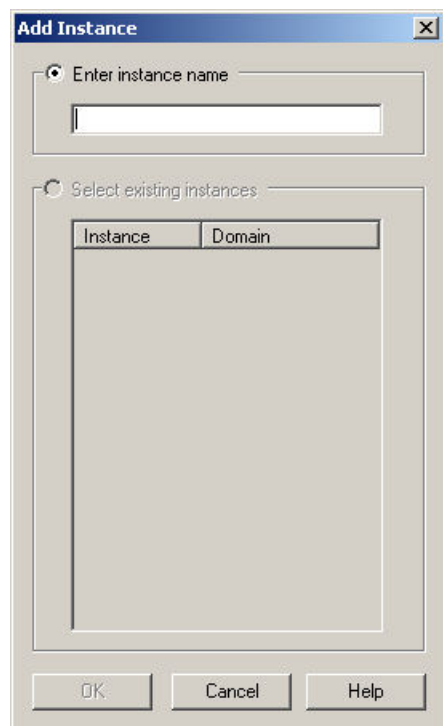 Add Instance
Enter instance name
Select existing instances
Instance Domain
OK Cancel Help